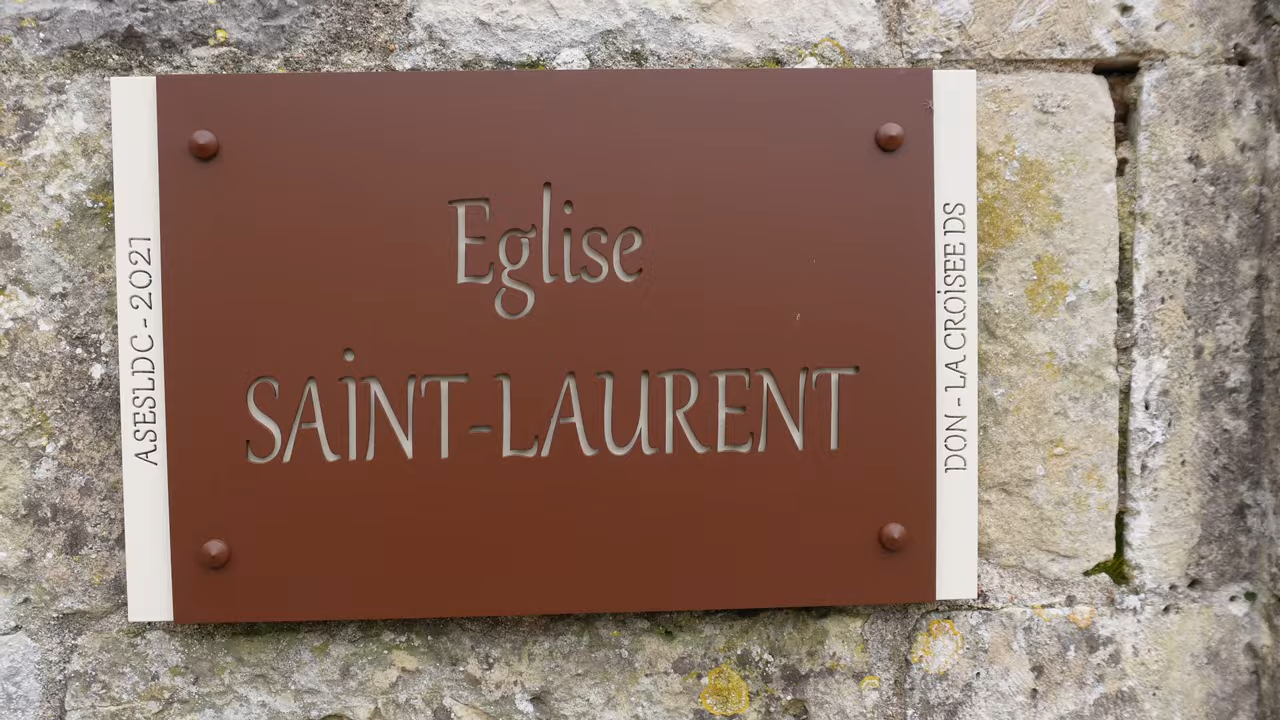 Eglise
SAINT-LAURENT
ASESLDC - 2021
DON - LA CROISEE DS